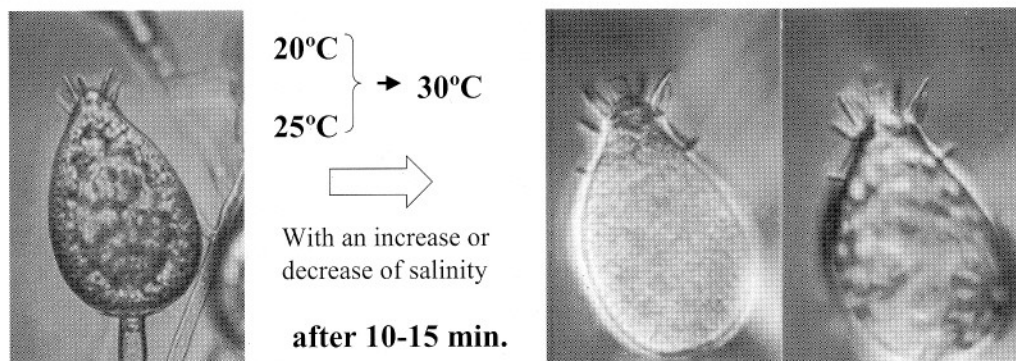 20ºC
25ºC
30ºC
With an increase or
decrease of salinity
after 10-15 min.